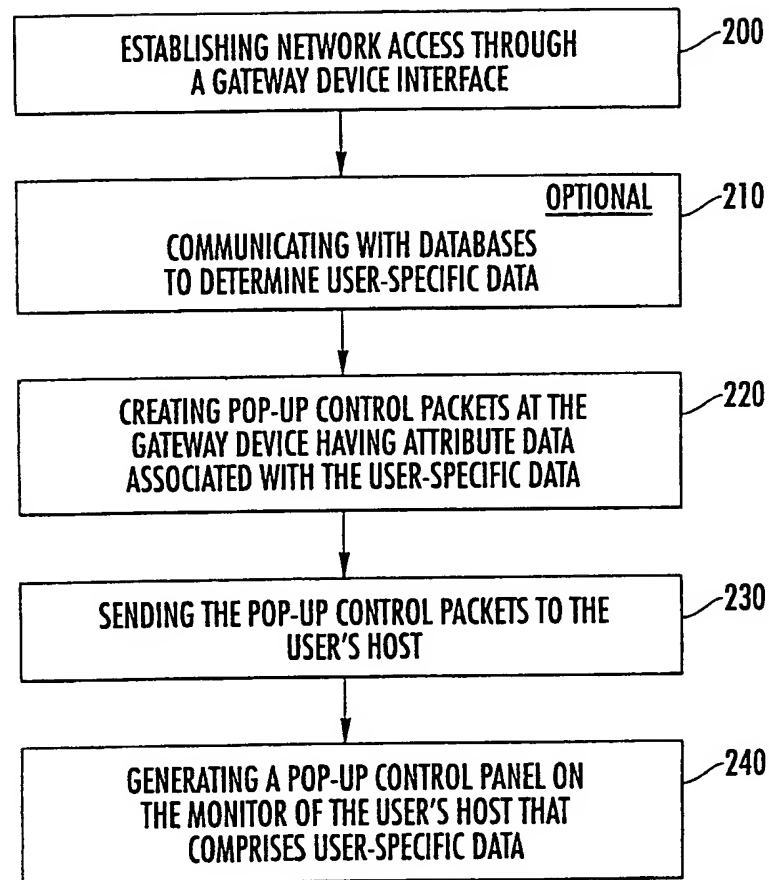 ESTABLISHING NETWORK ACCESS THROUGH
A GATEWAY DEVICE INTERFACE
200
OPTIONAL
210
COMMUNICATING WITH DATABASES
TO DETERMINE USER-SPECIFIC DATA
CREATING POP-UP CONTROL PACKETS AT THE
GATEWAY DEVICE HAVING ATTRIBUTE DATA
ASSOCIATED WITH THE USER-SPECIFIC DATA
220
SENDING THE POP-UP CONTROL PACKETS TO THE
USER'S HOST
230
GENERATING A POP-UP CONTROL PANEL ON
THE MONITOR OF THE USER'S HOST THAT
COMPRISES USER-SPECIFIC DATA
240